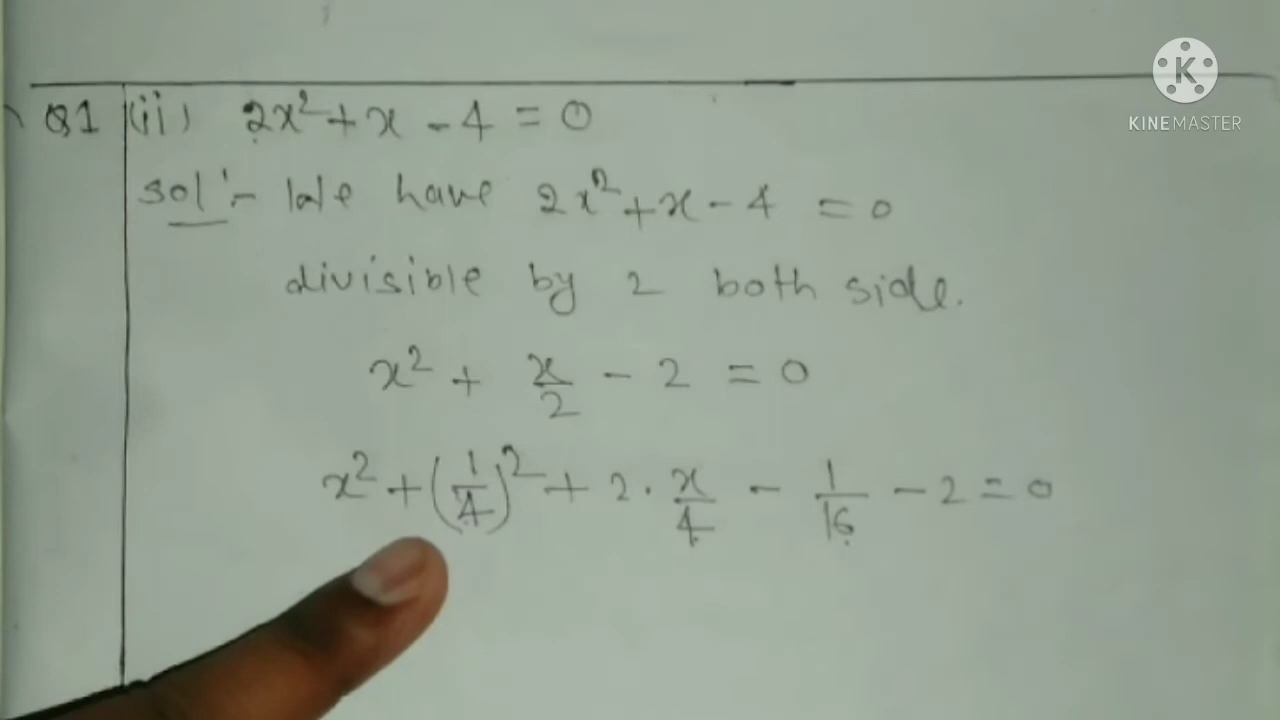 KINEMASTER
Q1 (ii) 2x²+x-4=0
sol':- We have 2x²+x-4 =0
divisible by 2 both side.
x² + x/2 - 2 = 0
x²+(1/4)²+2·x/4 - 1/16 -2=0